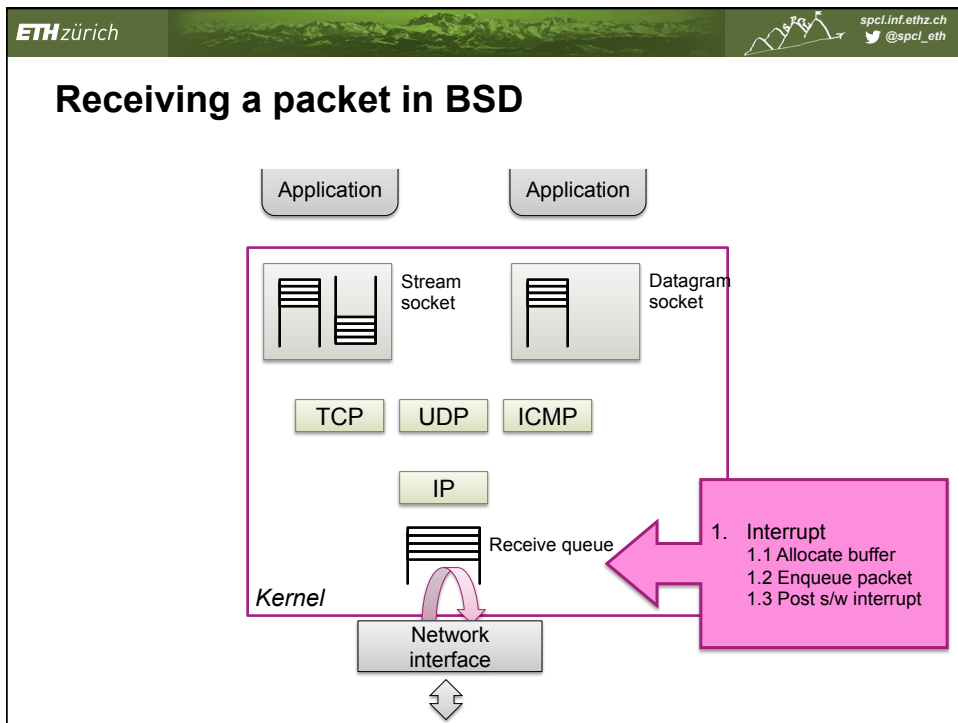 ETH zürich
spcl.inf.ethz.ch
@spcl_eth
Receiving a packet in BSD
Application
Application
Stream
socket
Datagram
socket
TCP
UDP
ICMP
IP
Receive queue
Kernel
Network
interface
1. Interrupt
1.1 Allocate buffer
1.2 Enqueue packet
1.3 Post s/w interrupt